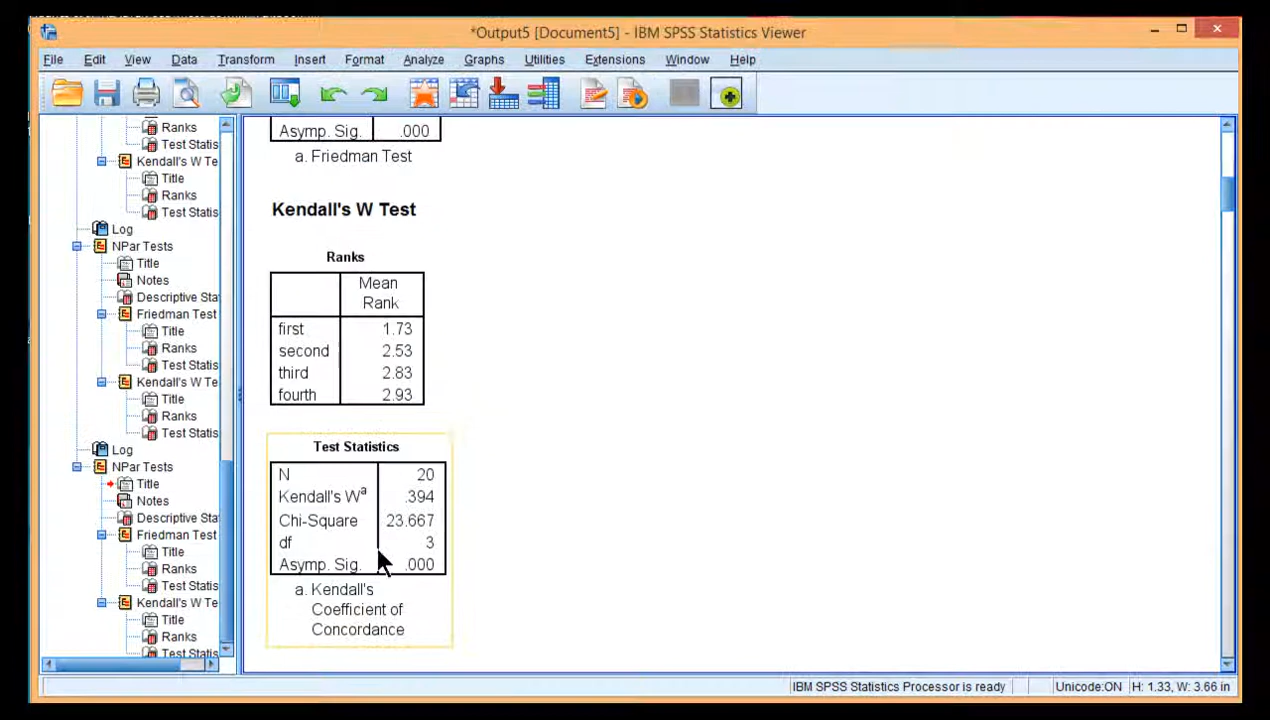 *Output5 [Document5] - IBM SPSS Statistics Viewer
File Edit View Data Transform Insert Format Analyze Graphs Utilities Extensions Window Help
Ranks
Test Statis
Kendall's W Te
Title
Ranks
Test Statis
Log
NPar Tests
Title
Notes
Descriptive Sta
Friedman Test
Title
Ranks
Test Statis
Kendall's W Te
Title
Ranks
Test Statis
Log
NPar Tests
Title
Notes
Descriptive Sta
Friedman Test
Title
Ranks
Test Statis
Kendall's W Te
Title
Ranks
Test Statis
Asymp. Sig. .000
a. Friedman Test
Kendall's W Test
Ranks
Mean
Rank
first 1.73
second 2.53
third 2.83
fourth 2.93
Test Statistics
N 20
Kendall's Wa .394
Chi-Square 23.667
df 3
Asymp. Sig. .000
a. Kendall's
Coefficient of
Concordance
IBM SPSS Statistics Processor is ready Unicode:ON H: 1.33, W: 3.66 in